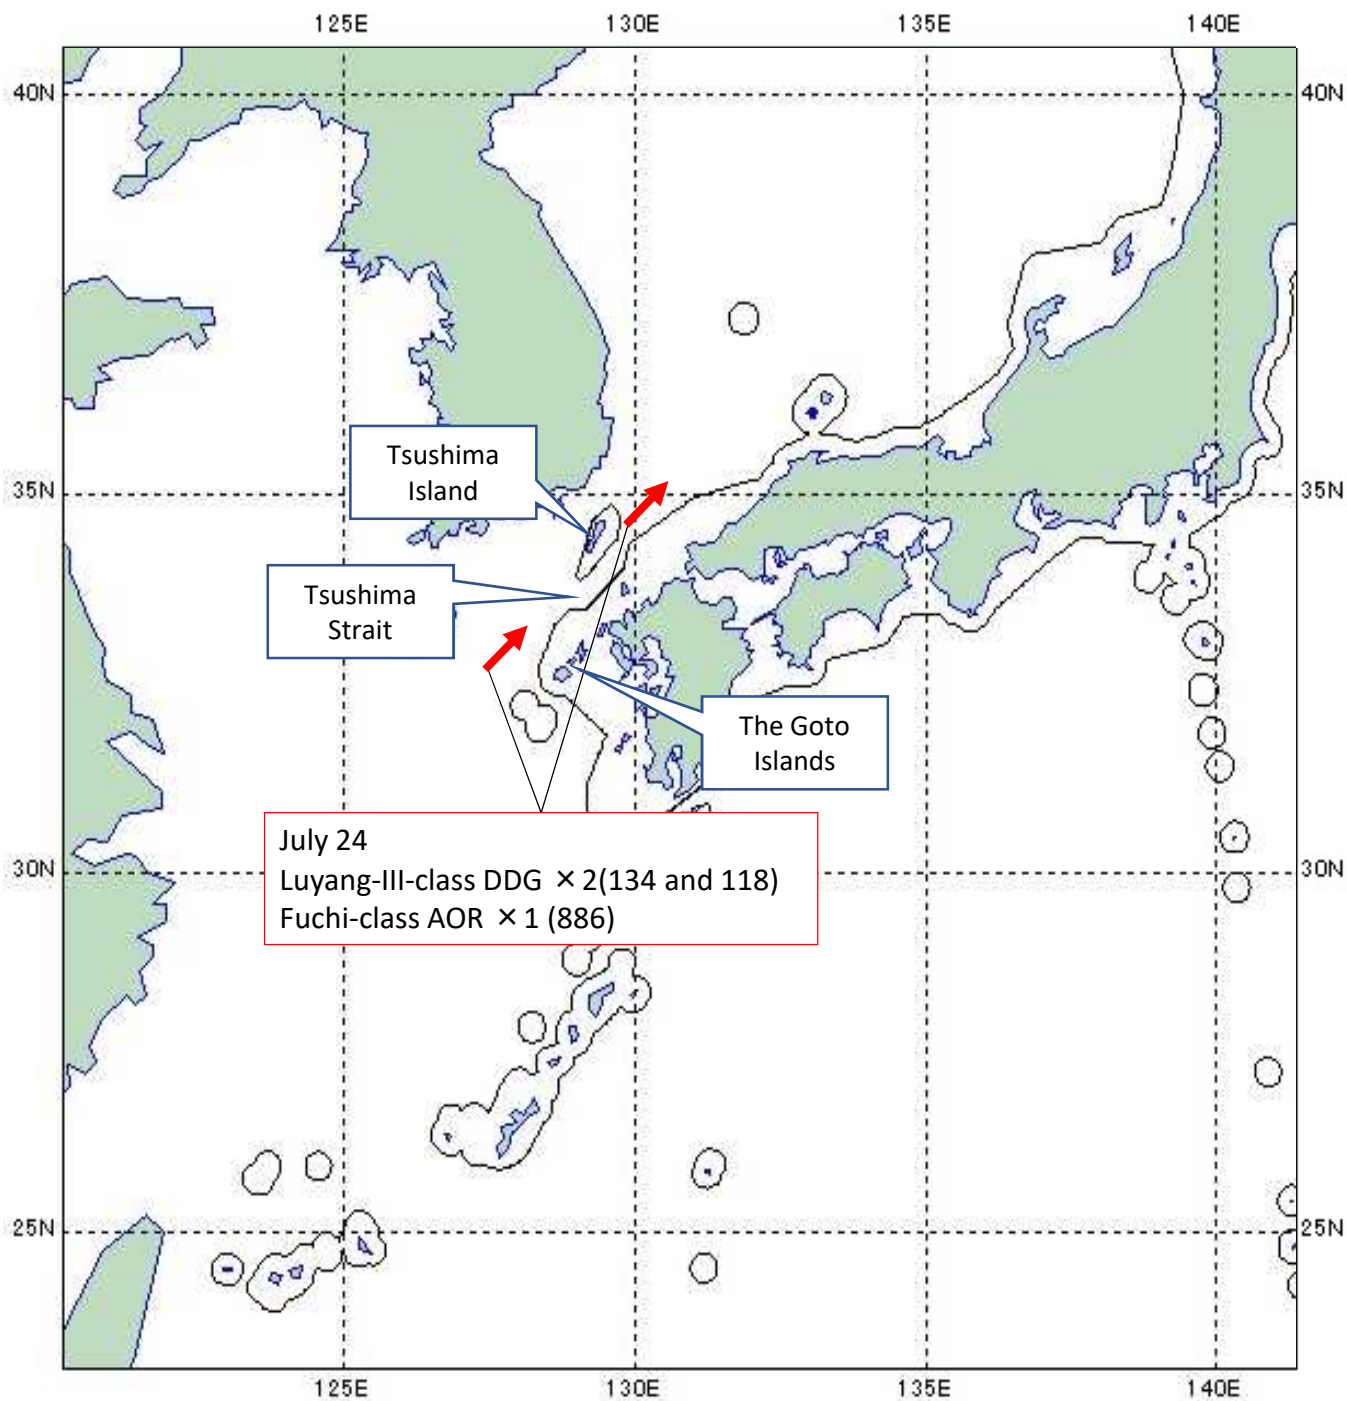 125E 130E 135E 140E
40N 40N
Tsushima
Island
35N 35N
Tsushima
Strait
The Goto
Islands
July 24
Luyang-III-class DDG ×2(134 and 118)
Fuchi-class AOR ×1 (886)
30N 30N
25N 25N
125E 130E 135E 140E